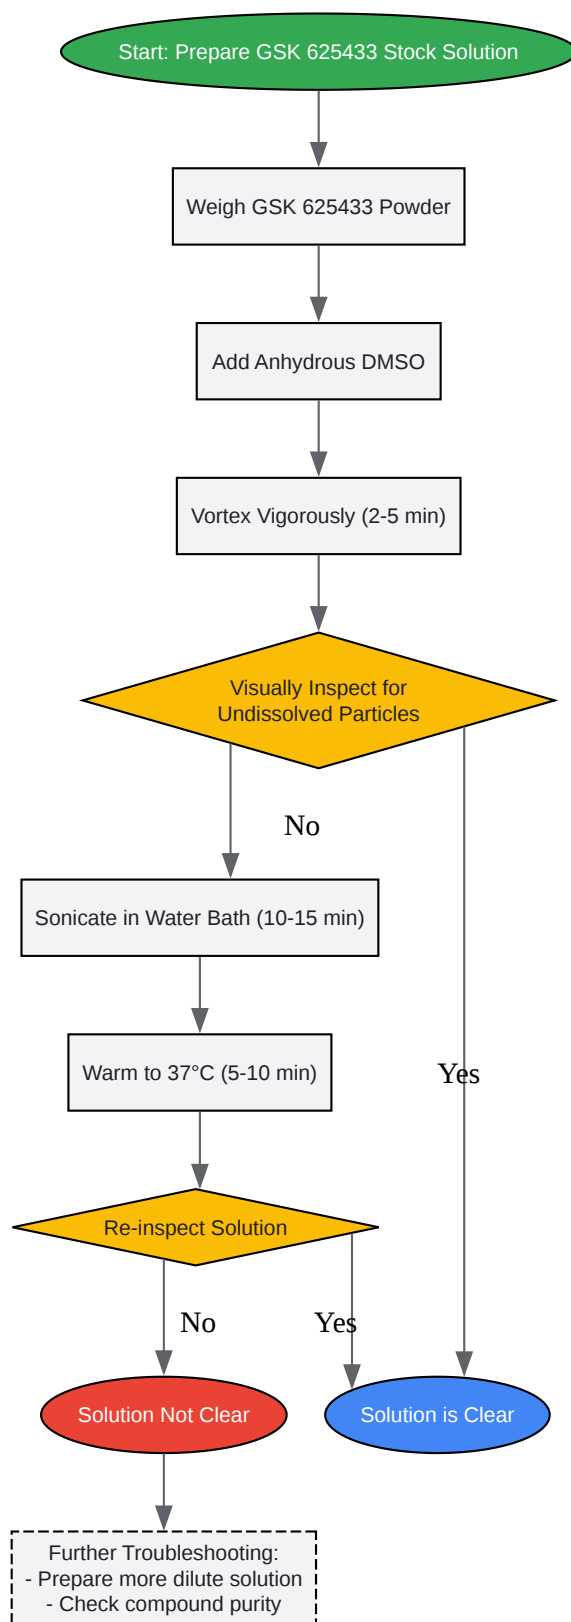 Start: Prepare GSK 625433 Stock Solution
Weigh GSK 625433 Powder
Add Anhydrous DMSO
Vortex Vigorously (2-5 min)
Visually Inspect for
Undissolved Particles
No
Sonicate in Water Bath (10-15 min)
Warm to 37°C (5-10 min)
Yes
Re-inspect Solution
No
Yes
Solution Not Clear
Solution is Clear
Further Troubleshooting:
- Prepare more dilute solution
- Check compound purity